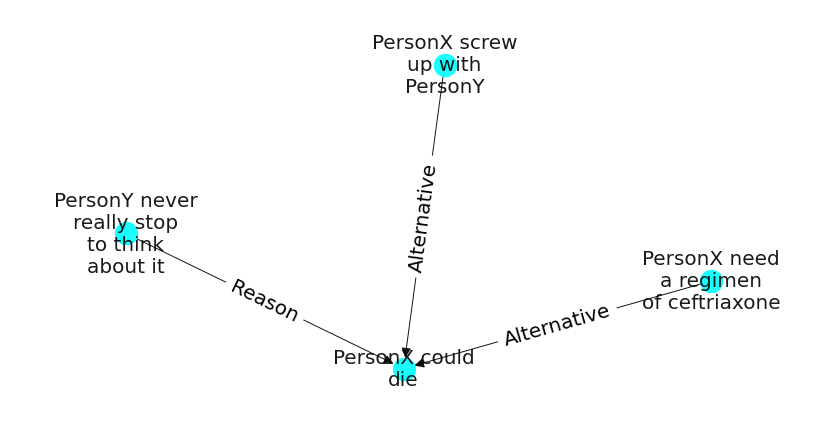 PersonX screw
up with
PersonY
Alternative
PersonY never
really stop
to think
about it
Reason
PersonX need
a regimen
of ceftriaxone
Alternative
PersonX could
die